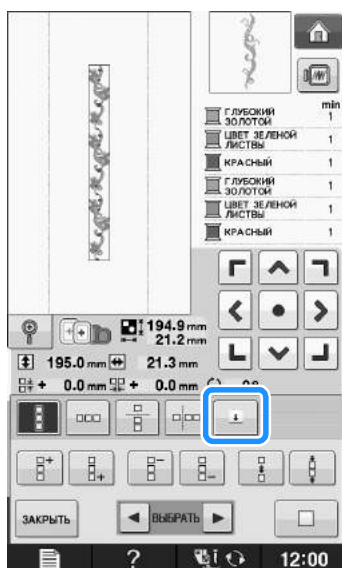 min
ГЛУБОКИЙ 1
ЗОЛОТОЙ
ЦВЕТ ЗЕЛЕНОЙ 1
ЛИСТВЫ
КРАСНЫЙ 1
ГЛУБОКИЙ 1
ЗОЛОТОЙ
ЦВЕТ ЗЕЛЕНОЙ 1
ЛИСТВЫ
КРАСНЫЙ 1
194.9 mm
21.2 mm
195.0 mm 21.3 mm
+ 0.0 mm + 0.0 mm
ЗАКРЫТЬ
ВЫБРАТЬ
? 12:00